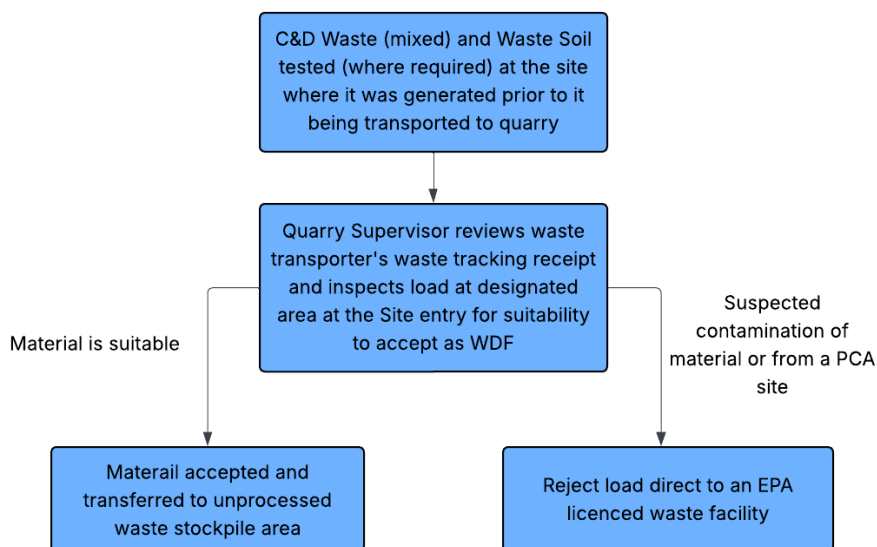 C&D Waste (mixed) and Waste Soil
tested (where required) at the site
where it was generated prior to it
being transported to quarry
Quarry Supervisor reviews waste
transporter's waste tracking receipt
and inspects load at designated
area at the Site entry for suitability
to accept as WDF
Material is suitable
Suspected
contamination of
material or from a PCA
site
Materail accepted and
transferred to unprocessed
waste stockpile area
Reject load direct to an EPA
licenced waste facility